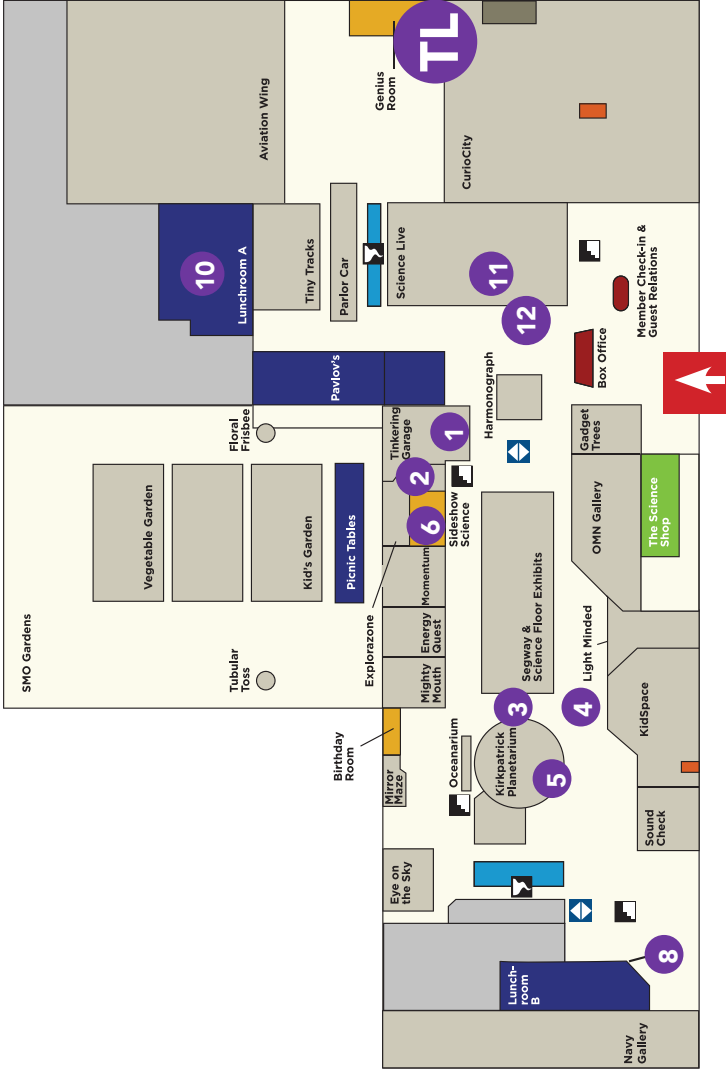 SMO Gardens
Vegetable Garden
10
Tubular
Toss
Floral
Frisbee
Lunchroom A
Aviation Wing
Kid's Garden
Tiny Tracks
Pavlov's
Birthday
Room
Picnic Tables
Parlor Car
Explorazone
Genius
Room
Mirror
Maze
Eye on
the Sky
Tinkering
Garage
Science Live
Mighty
Mouth
Energy
Quest
Momentum
2
6
TL
1
Oceanarium
Sideshow
Science
CurioCity
Harmonograph
11
Kirkpatrick
Planetarium
Lunch-
room
B
3
12
Segway &
Science Floor Exhibits
5
4
Light Minded
Gadget
Trees
OMN Gallery
Box Office
Navy
Gallery
KidSpace
Member Check-in &
Guest Relations
Sound
Check
The Science
Shop
8